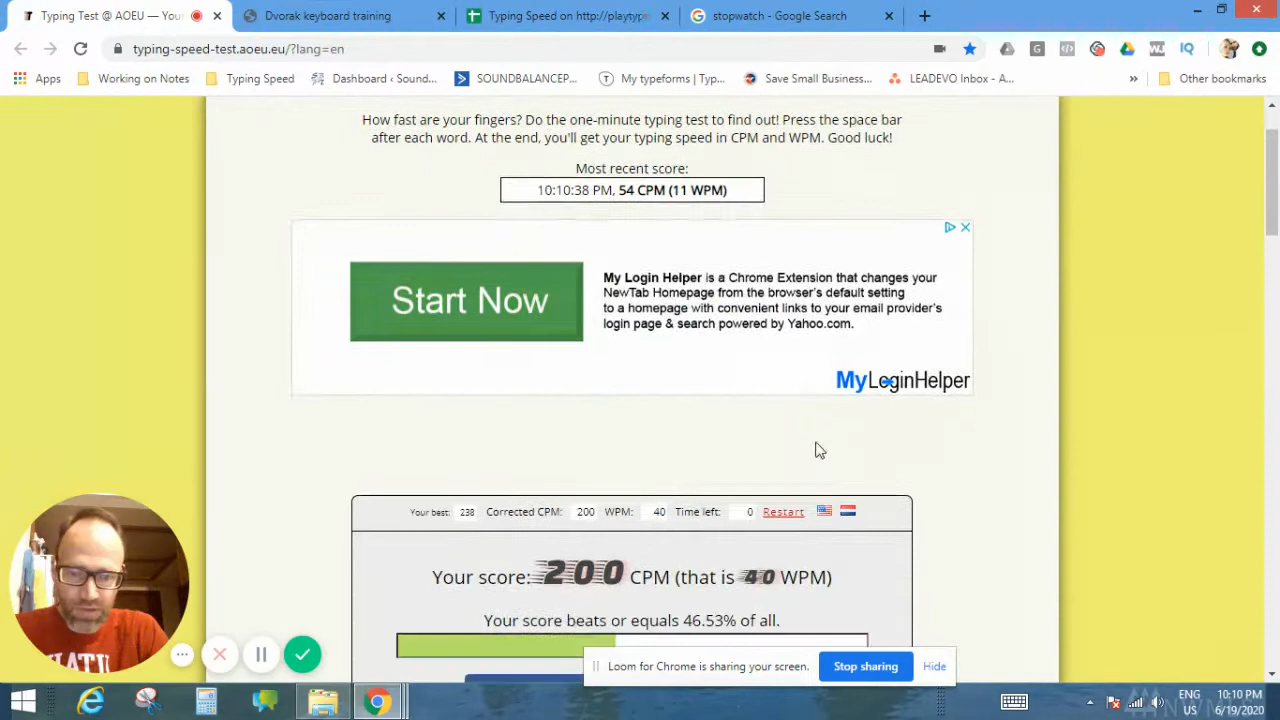 Typing Test @ AOEU — Your
Dvorak keyboard training
Typing Speed on http://playtype
stopwatch - Google Search
typing-speed-test.aoeu.eu/?lang=en
Apps
Working on Notes
Typing Speed
Dashboard ‹ Sound...
SOUNDBALANCEP...
My typeforms | Typ...
Save Small Business...
LEADEVO Inbox - A...
Other bookmarks
How fast are your fingers? Do the one-minute typing test to find out! Press the space bar
after each word. At the end, you'll get your typing speed in CPM and WPM. Good luck!
Most recent score:
10:10:38 PM, 54 CPM (11 WPM)
Start Now
My Login Helper is a Chrome Extension that changes your
NewTab Homepage from the browser's default setting
to a homepage with convenient links to your email provider's
login page & search powered by Yahoo.com.
MyLoginHelper
Your best: 238 Corrected CPM: 200 WPM: 40 Time left: 0 Restart
Your score: 200 CPM (that is 40 WPM)
Your score beats or equals 46.53% of all.
Loom for Chrome is sharing your screen.
Stop sharing
Hide
ENG
US
10:10 PM
6/19/2020